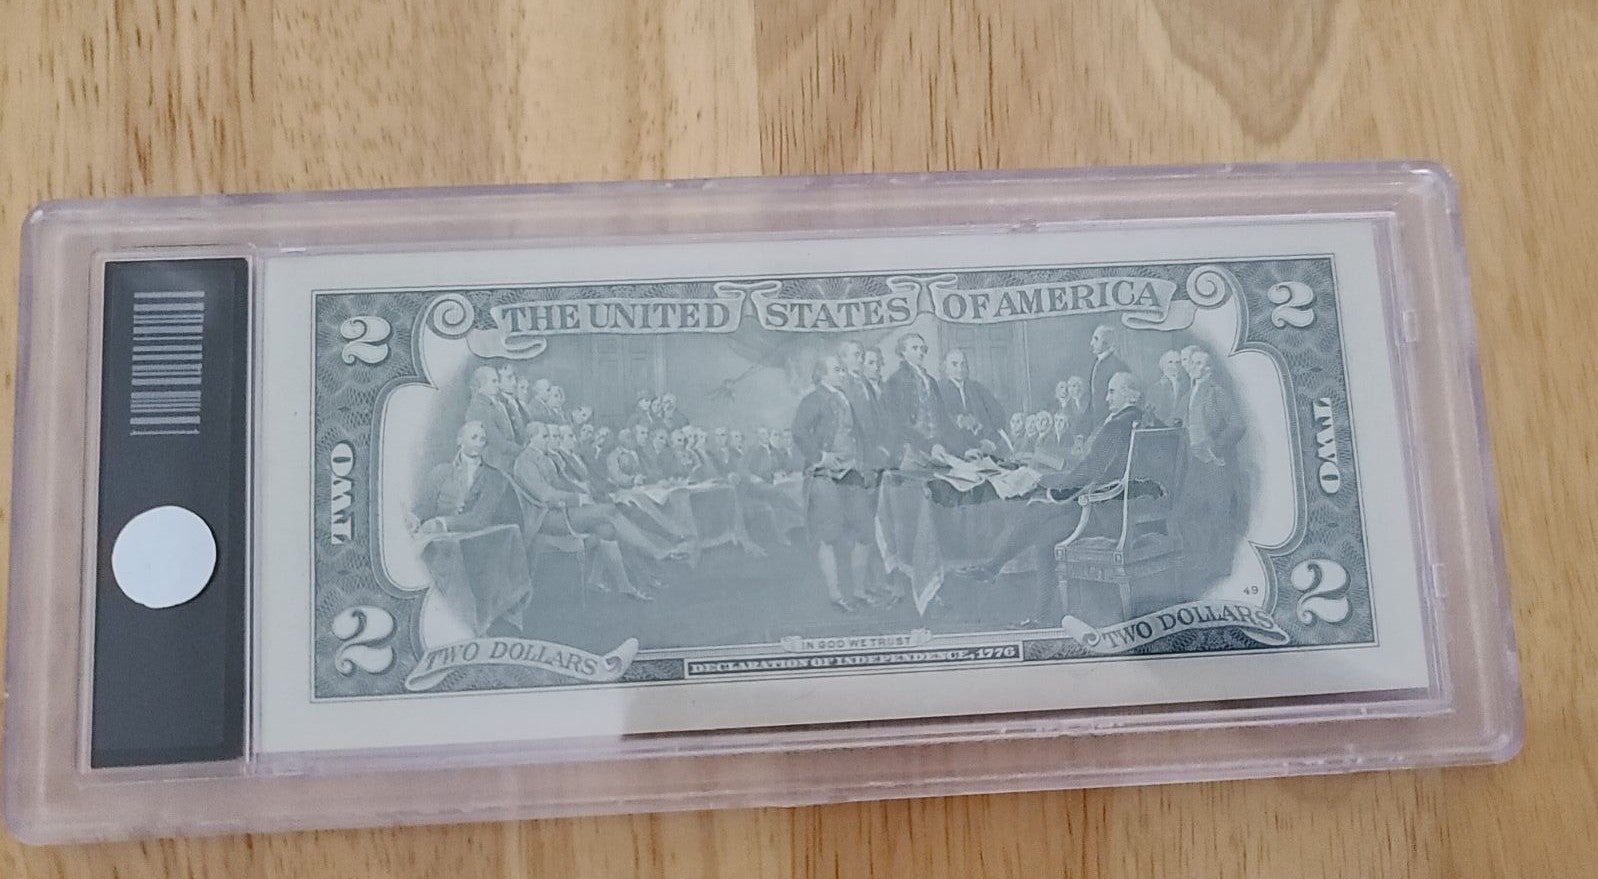 THE UNITED STATES OF AMERICA
2
2
TWO
TWO
2
2
49
TWO DOLLARS
IN GOD WE TRUST
TWO DOLLARS
DECLARATION OF INDEPENDENCE, 1776